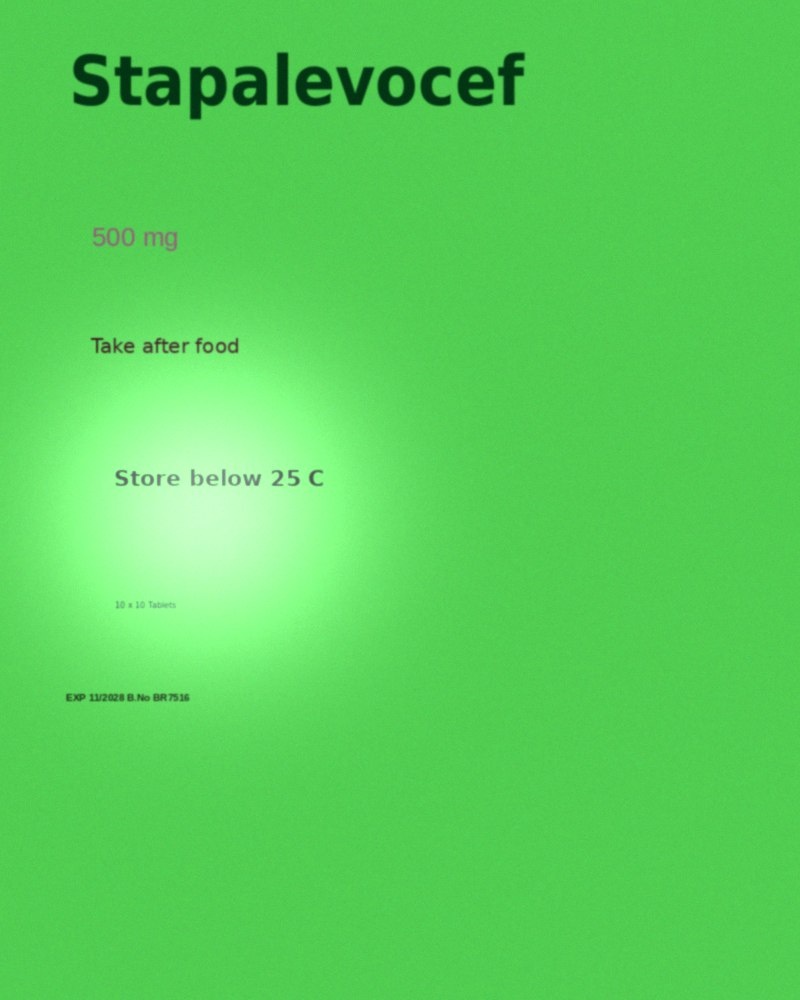 Stapalevocef
500 mg
Take after food
Store below 25 C
10 x 10 Tablets
EXP 11/2028 B.No BR7516